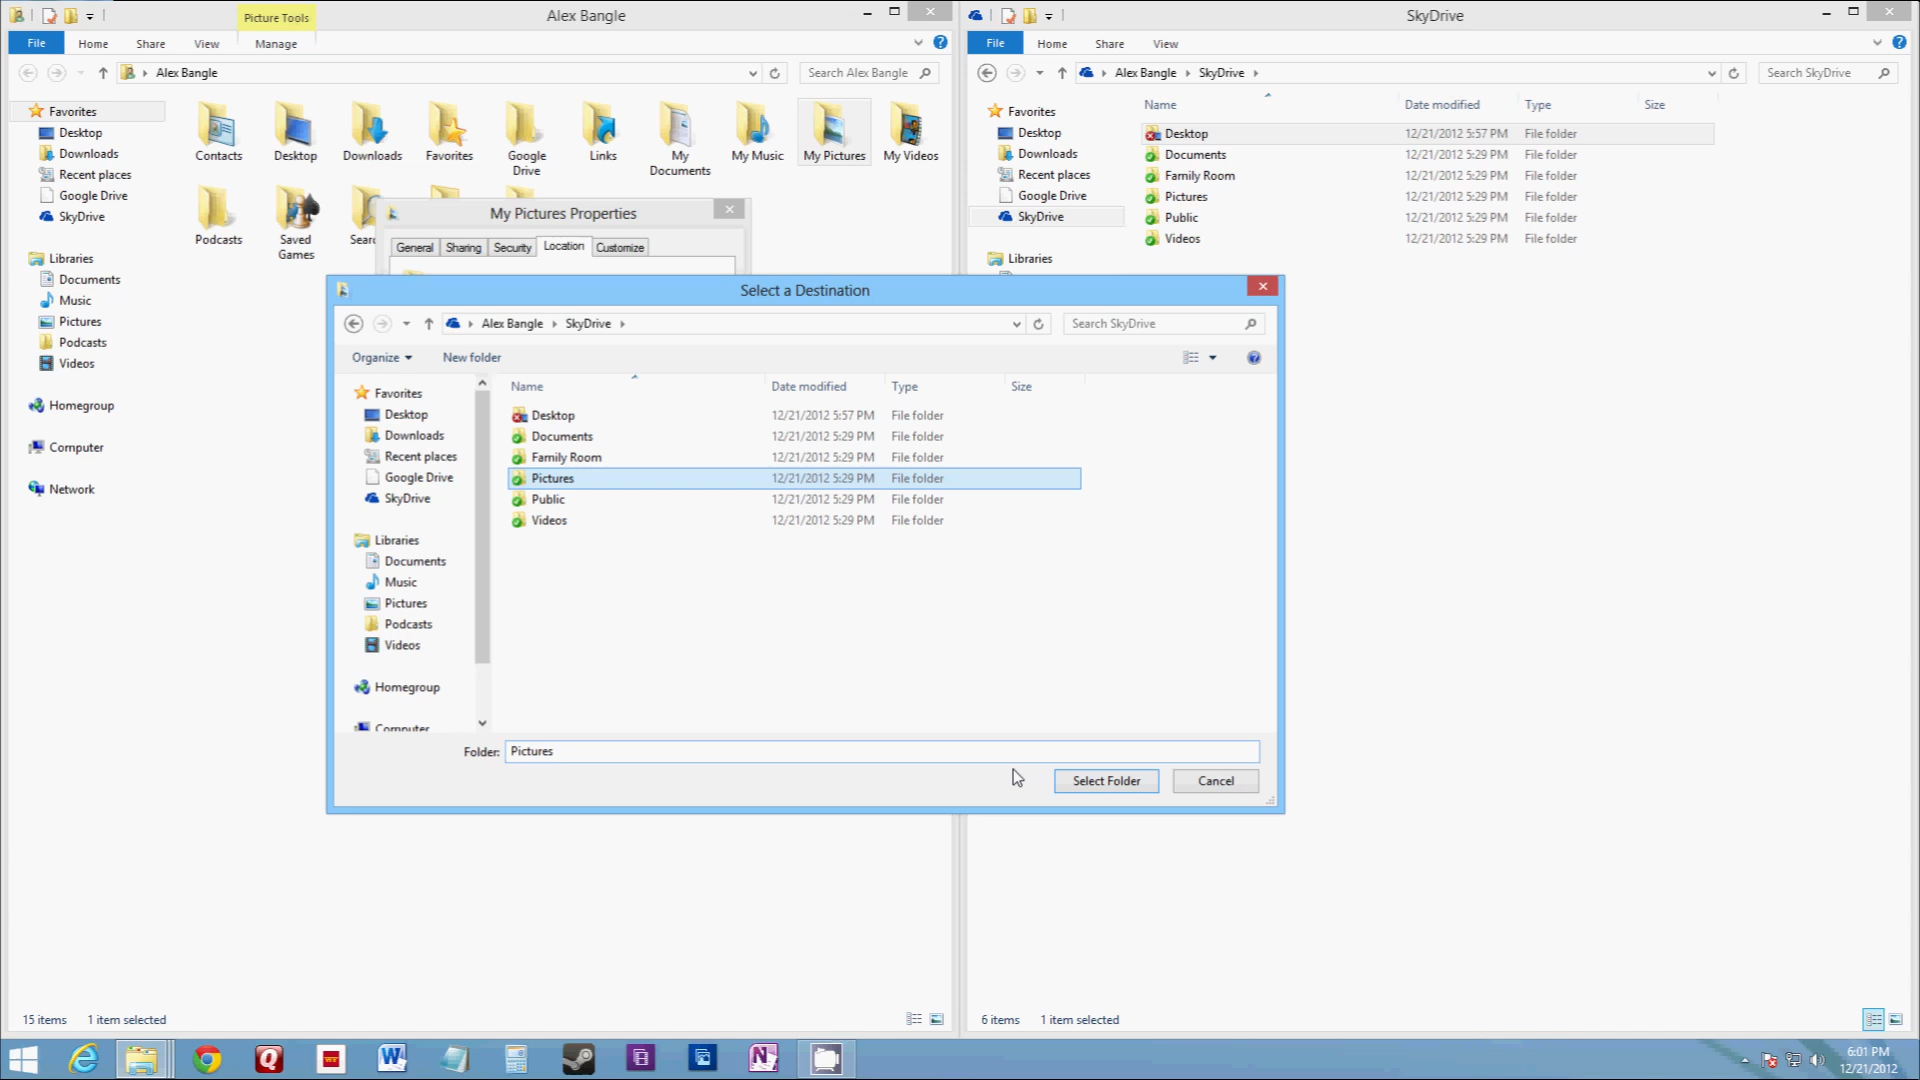 Picture Tools
Alex Bangle
File Home Share View Manage
Alex Bangle
Search Alex Bangle
Favorites
Desktop
Downloads
Recent places
Google Drive
SkyDrive
Libraries
Documents
Music
Pictures
Podcasts
Videos
Homegroup
Computer
Network
Contacts
Desktop
Downloads
Favorites
Google
Drive
Links
My
Documents
My Music
My Pictures
My Videos
Podcasts
Saved
Games
My Pictures Properties
General Sharing Security Location Customize
15 items 1 item selected
SkyDrive
File Home Share View
Alex Bangle SkyDrive
Search SkyDrive
Favorites
Desktop
Downloads
Recent places
Google Drive
SkyDrive
Libraries
Name Date modified Type Size
Desktop 12/21/2012 5:57 PM File folder
Documents 12/21/2012 5:29 PM File folder
Family Room 12/21/2012 5:29 PM File folder
Pictures 12/21/2012 5:29 PM File folder
Public 12/21/2012 5:29 PM File folder
Videos 12/21/2012 5:29 PM File folder
6 items 1 item selected
Select a Destination
Alex Bangle SkyDrive
Search SkyDrive
Organize New folder
Favorites
Desktop
Downloads
Recent places
Google Drive
SkyDrive
Libraries
Documents
Music
Pictures
Podcasts
Videos
Homegroup
Computer
Name Date modified Type Size
Desktop 12/21/2012 5:57 PM File folder
Documents 12/21/2012 5:29 PM File folder
Family Room 12/21/2012 5:29 PM File folder
Pictures 12/21/2012 5:29 PM File folder
Public 12/21/2012 5:29 PM File folder
Videos 12/21/2012 5:29 PM File folder
Folder: Pictures
Select Folder Cancel
6:01 PM
12/21/2012